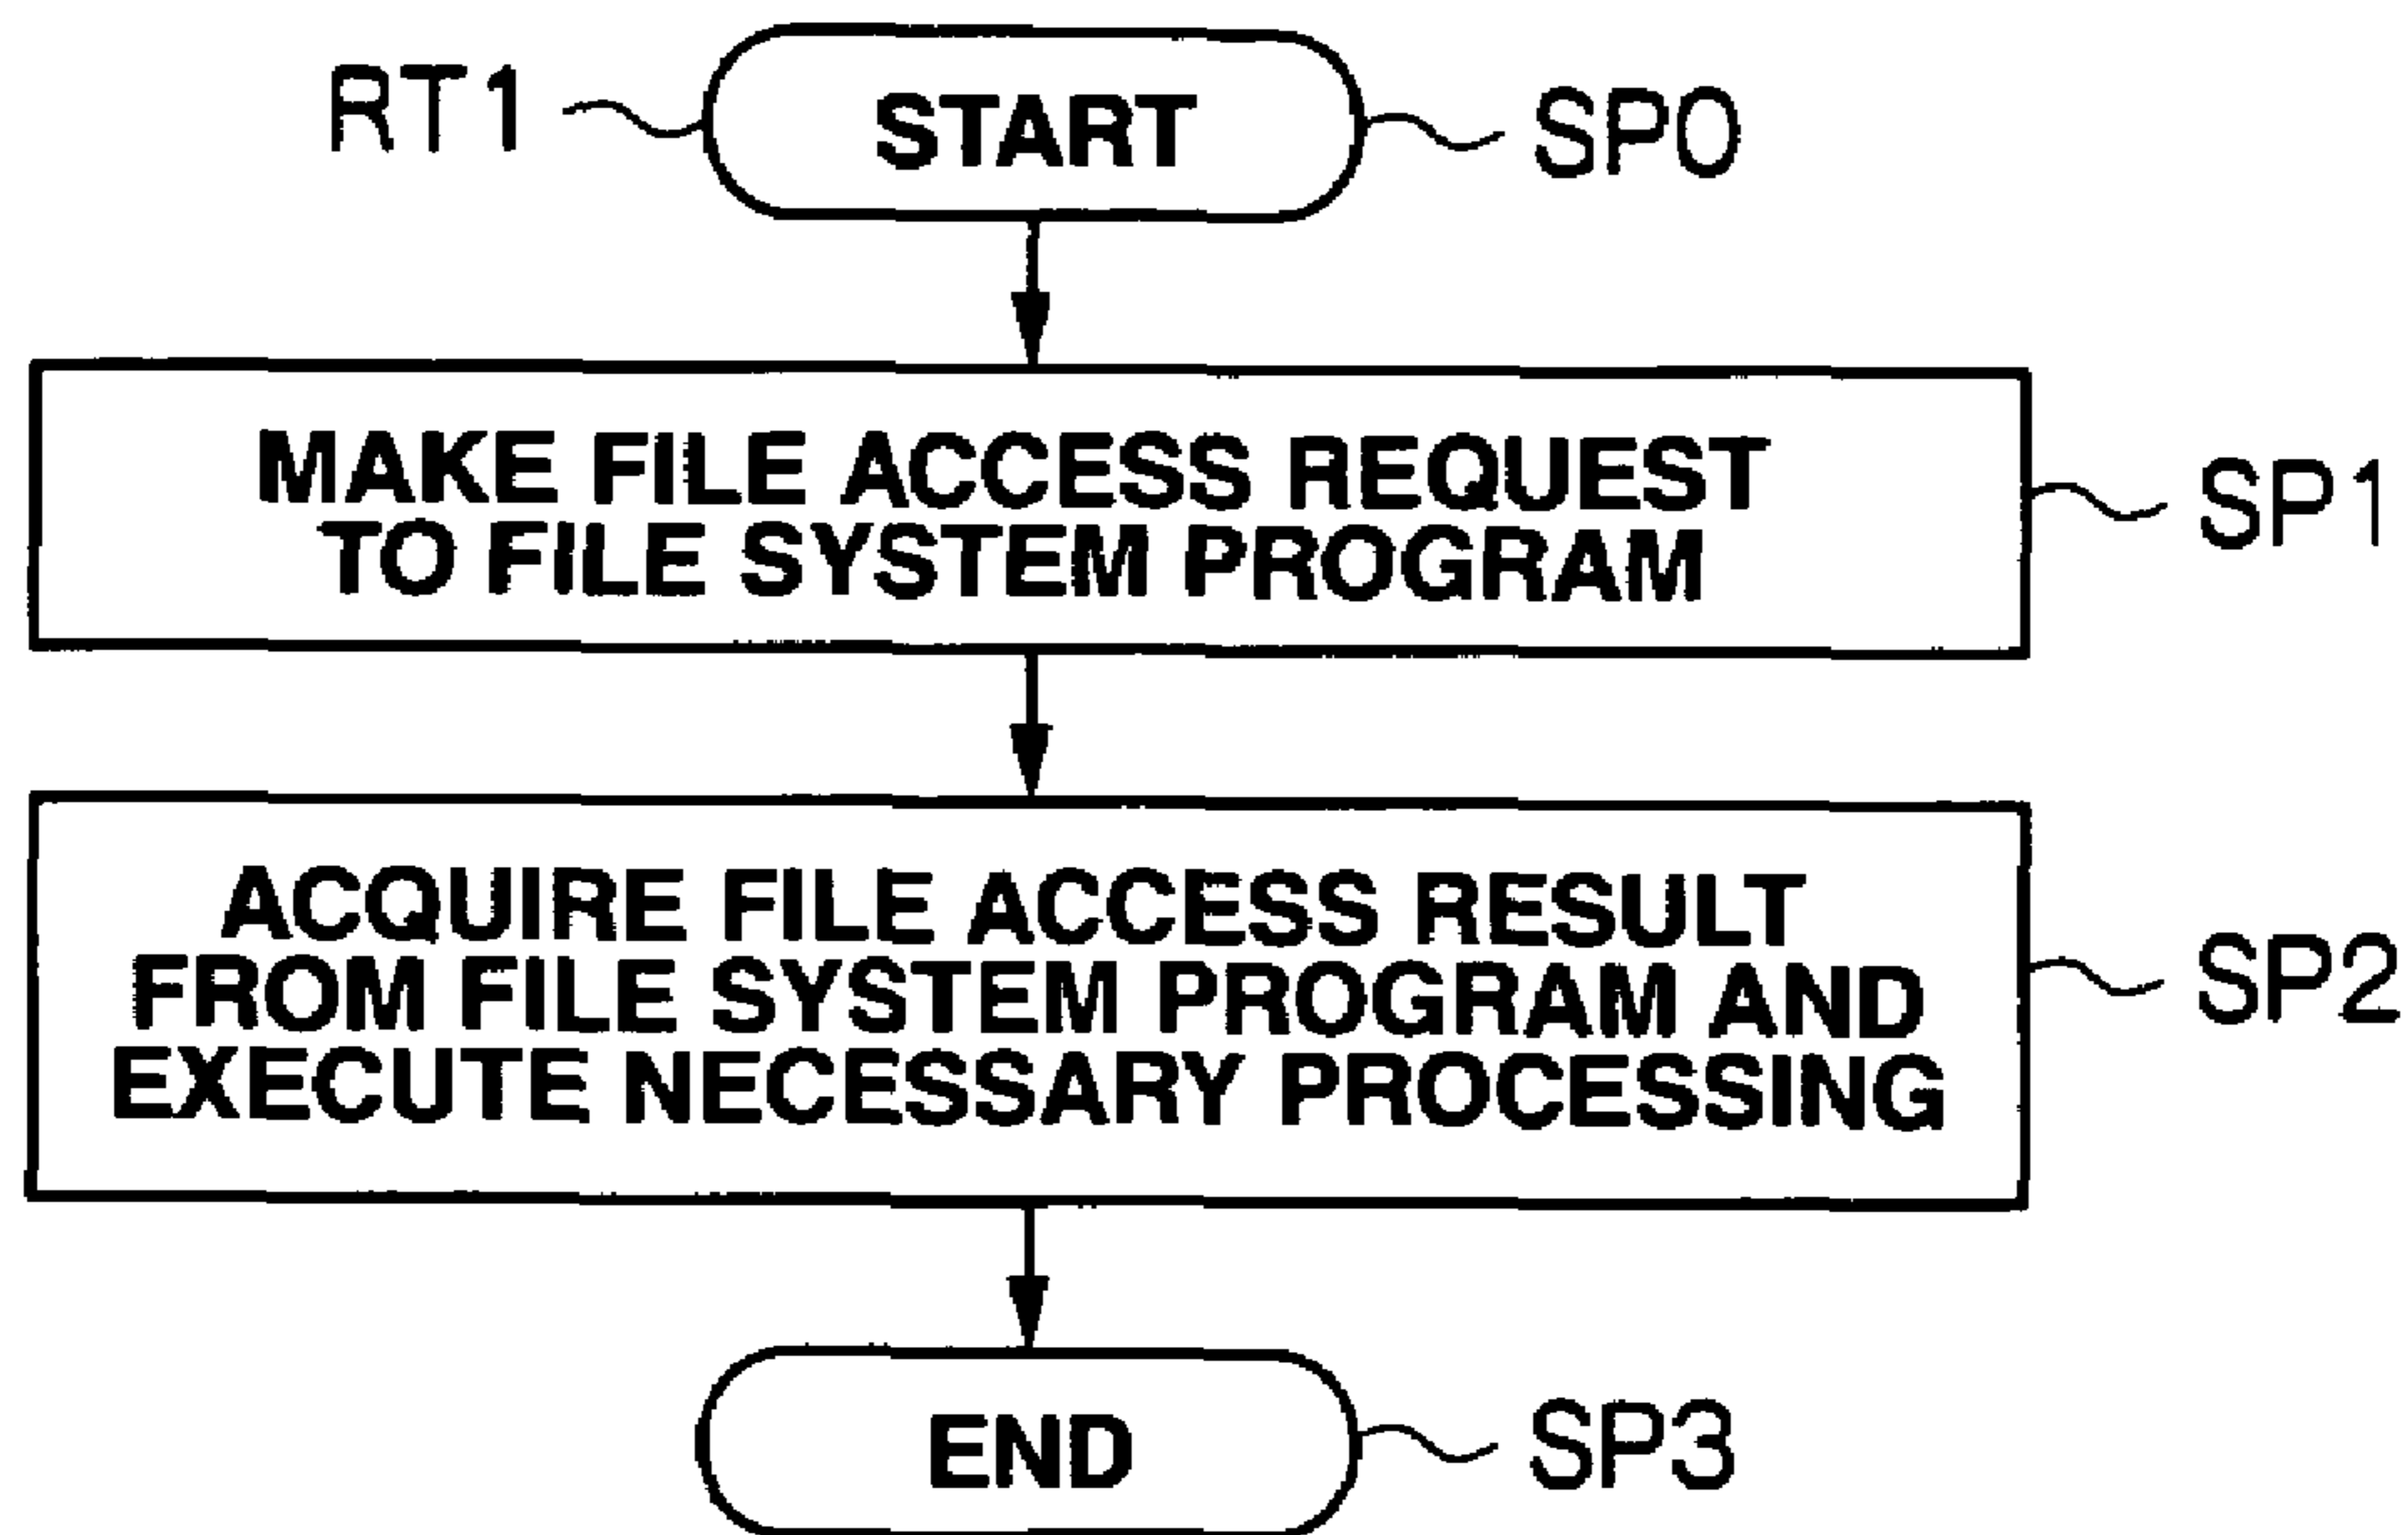 RT1
START
SP0
MAKE FILE ACCESS REQUEST
TO FILE SYSTEM PROGRAM
SP1
ACQUIRE FILE ACCESS RESULT
FROM FILE SYSTEM PROGRAM AND
EXECUTE NECESSARY PROCESSING
SP2
END
SP3